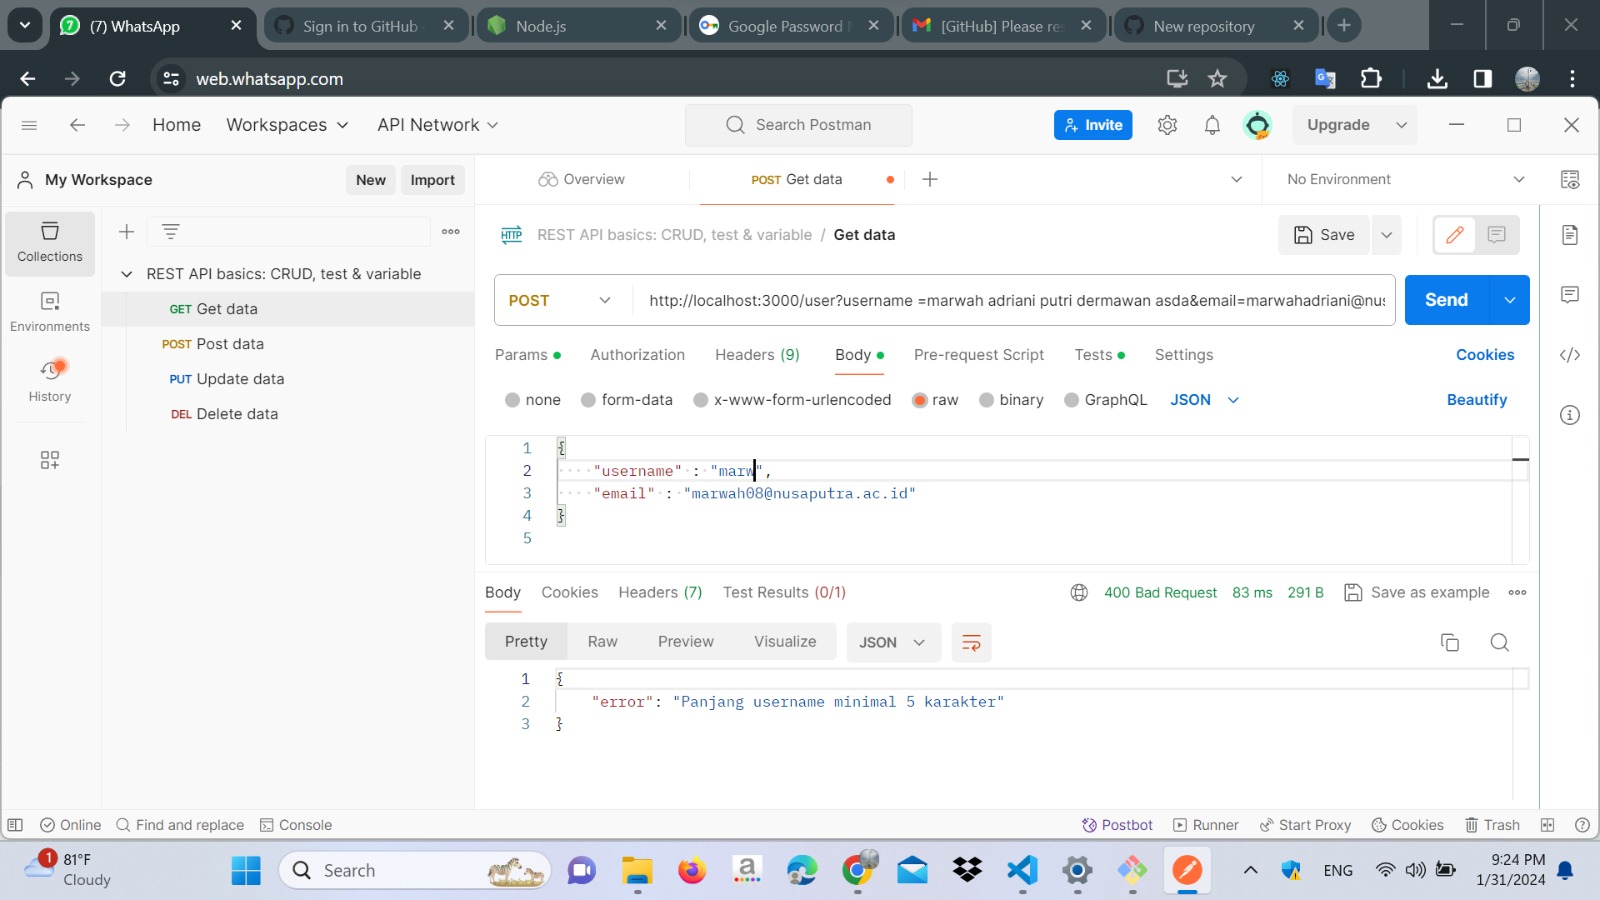 (7) WhatsApp
Sign in to GitHub
Node.js
Google Password
[GitHub] Please res
New repository
web.whatsapp.com
Home
Workspaces
API Network
Search Postman
Invite
Upgrade
My Workspace
New
Import
Overview
POST Get data
No Environment
Collections
Environments
History
REST API basics: CRUD, test & variable
GET Get data
POST Post data
PUT Update data
DEL Delete data
HTTP REST API basics: CRUD, test & variable / Get data
Save
POST
http://localhost:3000/user?username =marwah adriani putri dermawan asda&email=marwahadriani@nus
Send
Params
Authorization
Headers (9)
Body
Pre-request Script
Tests
Settings
Cookies
none
form-data
x-www-form-urlencoded
raw
binary
GraphQL
JSON
Beautify
1 {
2 "username" : "marw",
3 "email" : "marwah08@nusaputra.ac.id"
4 }
5
Body
Cookies
Headers (7)
Test Results (0/1)
400 Bad Request
83 ms
291 B
Save as example
Pretty
Raw
Preview
Visualize
JSON
1 {
2 "error": "Panjang username minimal 5 karakter"
3 }
Online
Find and replace
Console
Postbot
Runner
Start Proxy
Cookies
Trash
1
81°F
Cloudy
Search
a
ENG
9:24 PM
1/31/2024